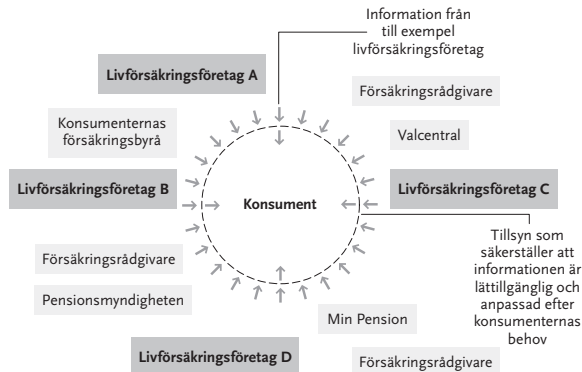 Information från
till exempel
livförsäkringsföretag
Livförsäkringsföretag A
Försäkringsrådgivare
Konsumenternas
försäkringsbyrå
Valcentral
Livförsäkringsföretag B
Konsument
Livförsäkringsföretag C
Tillsyn som
säkerställer att
informationen är
lättillgänglig och
anpassad efter
konsumenternas
behov
Försäkringsrådgivare
Pensionsmyndigheten
Min Pension
Livförsäkringsföretag D
Försäkringsrådgivare